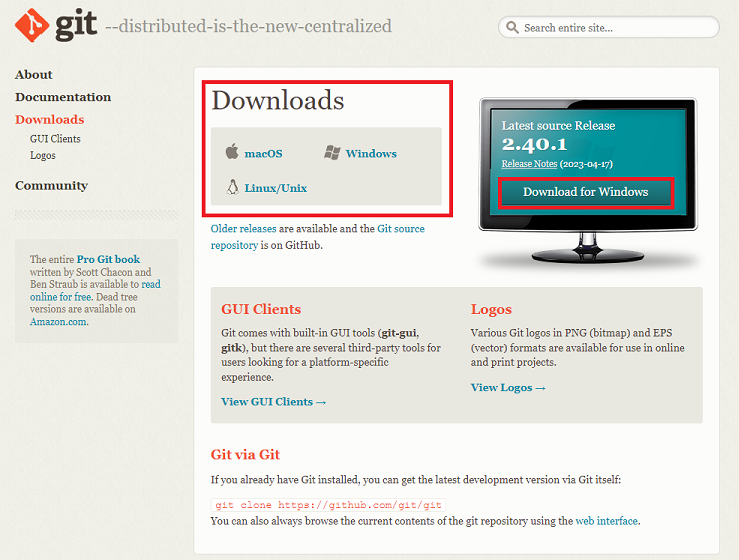 git --distributed-is-the-new-centralized
Search entire site...
About
Documentation
Downloads
GUI Clients
Logos
Community
The entire Pro Git book
written by Scott Chacon and
Ben Straub is available to read
online for free. Dead tree
versions are available on
Amazon.com.
Downloads
macOS
Windows
Linux/Unix
Older releases are available and the Git source
repository is on GitHub.
Latest source Release
2.40.1
Release Notes (2023-04-17)
Download for Windows
GUI Clients
Git comes with built-in GUI tools (git-gui,
gitk), but there are several third-party tools for
users looking for a platform-specific
experience.
View GUI Clients →
Logos
Various Git logos in PNG (bitmap) and EPS
(vector) formats are available for use in online
and print projects.
View Logos →
Git via Git
If you already have Git installed, you can get the latest development version via Git itself:
git clone https://github.com/git/git
You can also always browse the current contents of the git repository using the web interface.